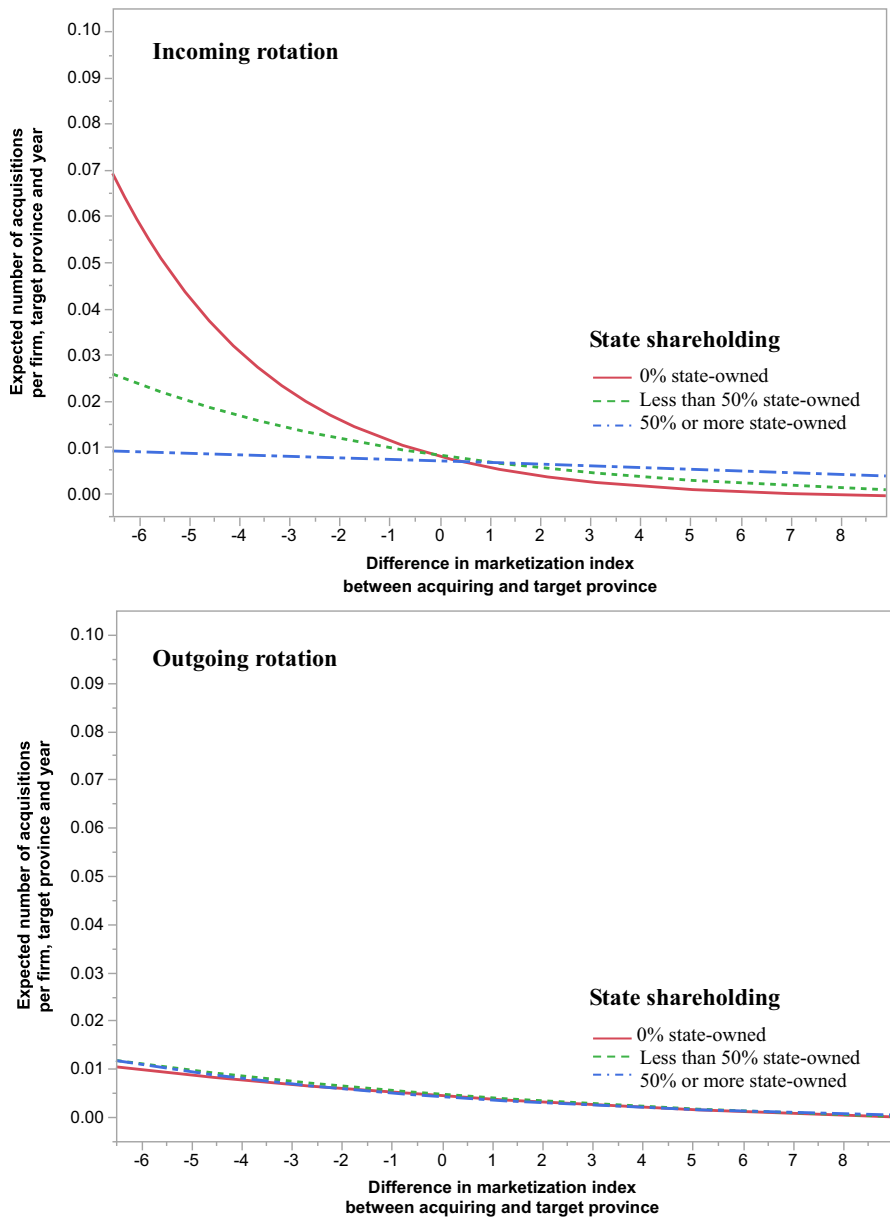 Incoming rotation
Expected number of acquisitions
per firm, target province and year
0.10
0.09
0.08
0.07
0.06
0.05
0.04
0.03
0.02
0.01
0.00
State shareholding
0% state-owned
Less than 50% state-owned
50% or more state-owned
-6 -5 -4 -3 -2 -1 0 1 2 3 4 5 6 7 8
Difference in marketization index
between acquiring and target province
Outgoing rotation
Expected number of acquisitions
per firm, target province and year
0.10
0.09
0.08
0.07
0.06
0.05
0.04
0.03
0.02
0.01
0.00
State shareholding
0% state-owned
Less than 50% state-owned
50% or more state-owned
-6 -5 -4 -3 -2 -1 0 1 2 3 4 5 6 7 8
Difference in marketization index
between acquiring and target province